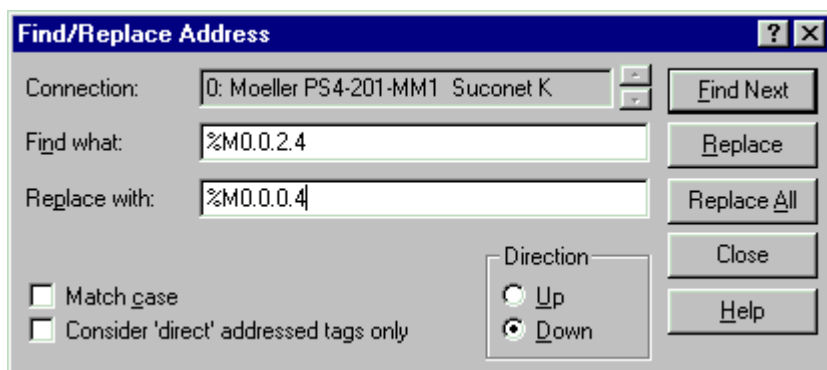 Find/Replace Address
Connection: 0: Moeller PS4-201-MM1 Suconet K Find Next
Find what: %M0.0.2.4 Replace
Replace with: %M0.0.0.4 Replace All
Direction Close
Match case Up
Consider 'direct' addressed tags only Down Help